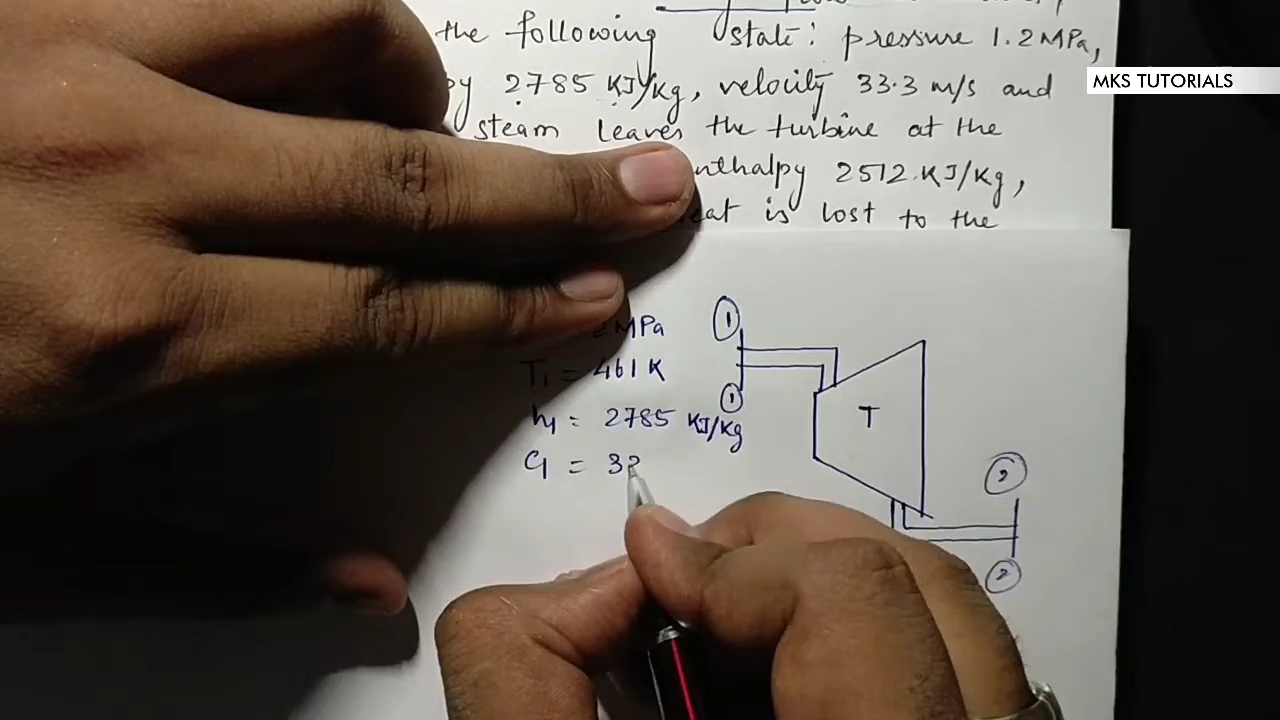 the following state: pressure 1.2 MPa,
2785 KJ/Kg, velocity 33.3 m/s and
MKS TUTORIALS
steam leaves the turbine at the
2512 KJ/Kg,
is lost to the
MPa
T1 = 461 K
h1 = 2785 KJ/Kg
C1 = 33
1
1
T
2
2